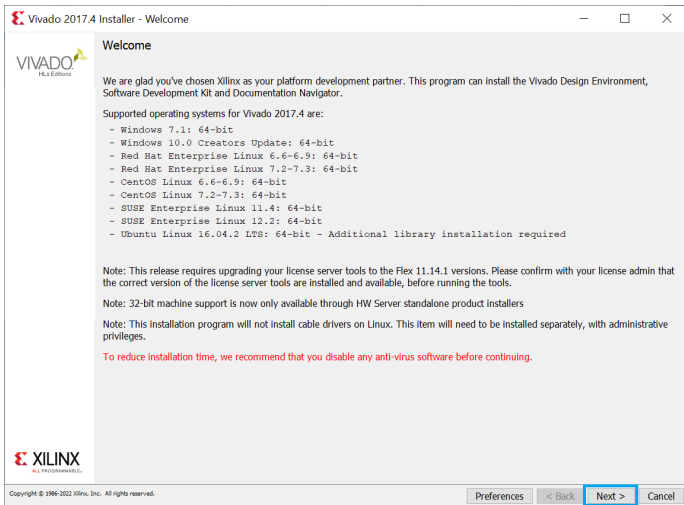 Vivado 2017.4 Installer - Welcome
VIVADO
HLx Editions
Welcome
We are glad you've chosen Xilinx as your platform development partner. This program can install the Vivado Design Environment,
Software Development Kit and Documentation Navigator.
Supported operating systems for Vivado 2017.4 are:
- Windows 7.1: 64-bit
- Windows 10.0 Creators Update: 64-bit
- Red Hat Enterprise Linux 6.6-6.9: 64-bit
- Red Hat Enterprise Linux 7.2-7.3: 64-bit
- CentOS Linux 6.6-6.9: 64-bit
- CentOS Linux 7.2-7.3: 64-bit
- SUSE Enterprise Linux 11.4: 64-bit
- SUSE Enterprise Linux 12.2: 64-bit
- Ubuntu Linux 16.04.2 LTS: 64-bit - Additional library installation required
Note: This release requires upgrading your license server tools to the Flex 11.14.1 versions. Please confirm with your license admin that
the correct version of the license server tools are installed and available, before running the tools.
Note: 32-bit machine support is now only available through HW Server standalone product installers
Note: This installation program will not install cable drivers on Linux. This item will need to be installed separately, with administrative
privileges.
To reduce installation time, we recommend that you disable any anti-virus software before continuing.
XILINX
ALL PROGRAMMABLE.
Copyright © 1986-2022 Xilinx, Inc. All rights reserved.
Preferences < Back Next > Cancel